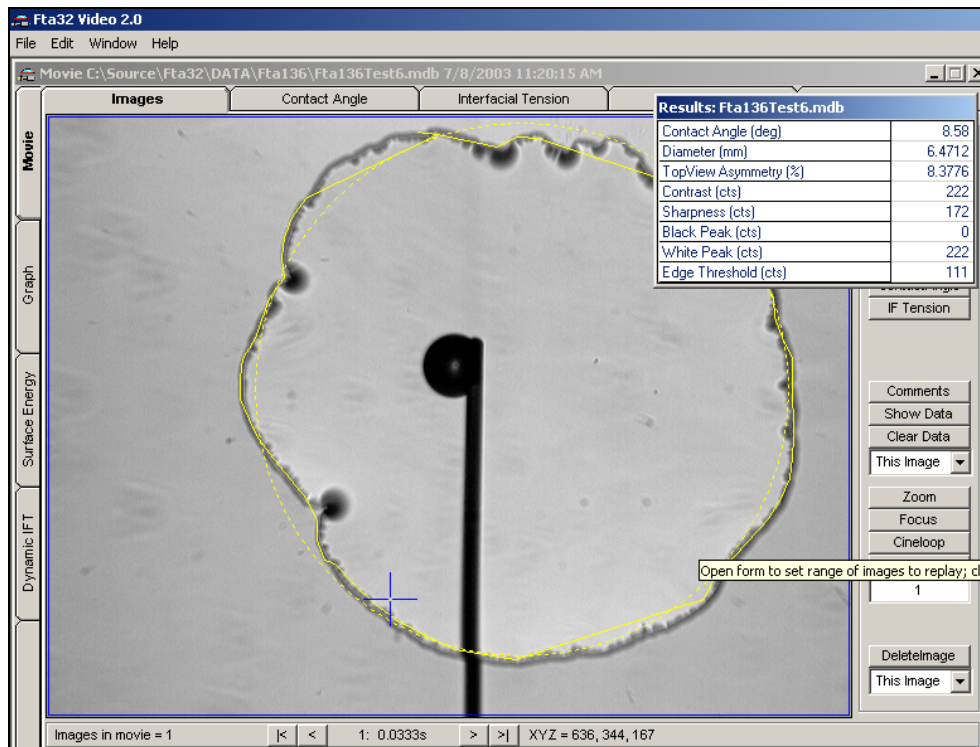 Fta32 Video 2.0
File Edit Window Help
Movie C:\Source\Fta32\DATA\Fta136\Fta136Test6.mdb 7/8/2003 11:20:15 AM
Images Contact Angle Interfacial Tension
Movie
Graph
Surface Energy
Dynamic IFT
Results: Fta136Test6.mdb
Contact Angle (deg) 8.58
Diameter (mm) 6.4712
TopView Asymmetry (%) 8.3776
Contrast (cts) 222
Sharpness (cts) 172
Black Peak (cts) 0
White Peak (cts) 222
Edge Threshold (cts) 111
IF Tension
Comments
Show Data
Clear Data
This Image
Zoom
Focus
Cineloop
Open form to set range of images to replay; cl
1
DeleteImage
This Image
Images in movie = 1 |< < 1: 0.0333s > >| XYZ = 636, 344, 167